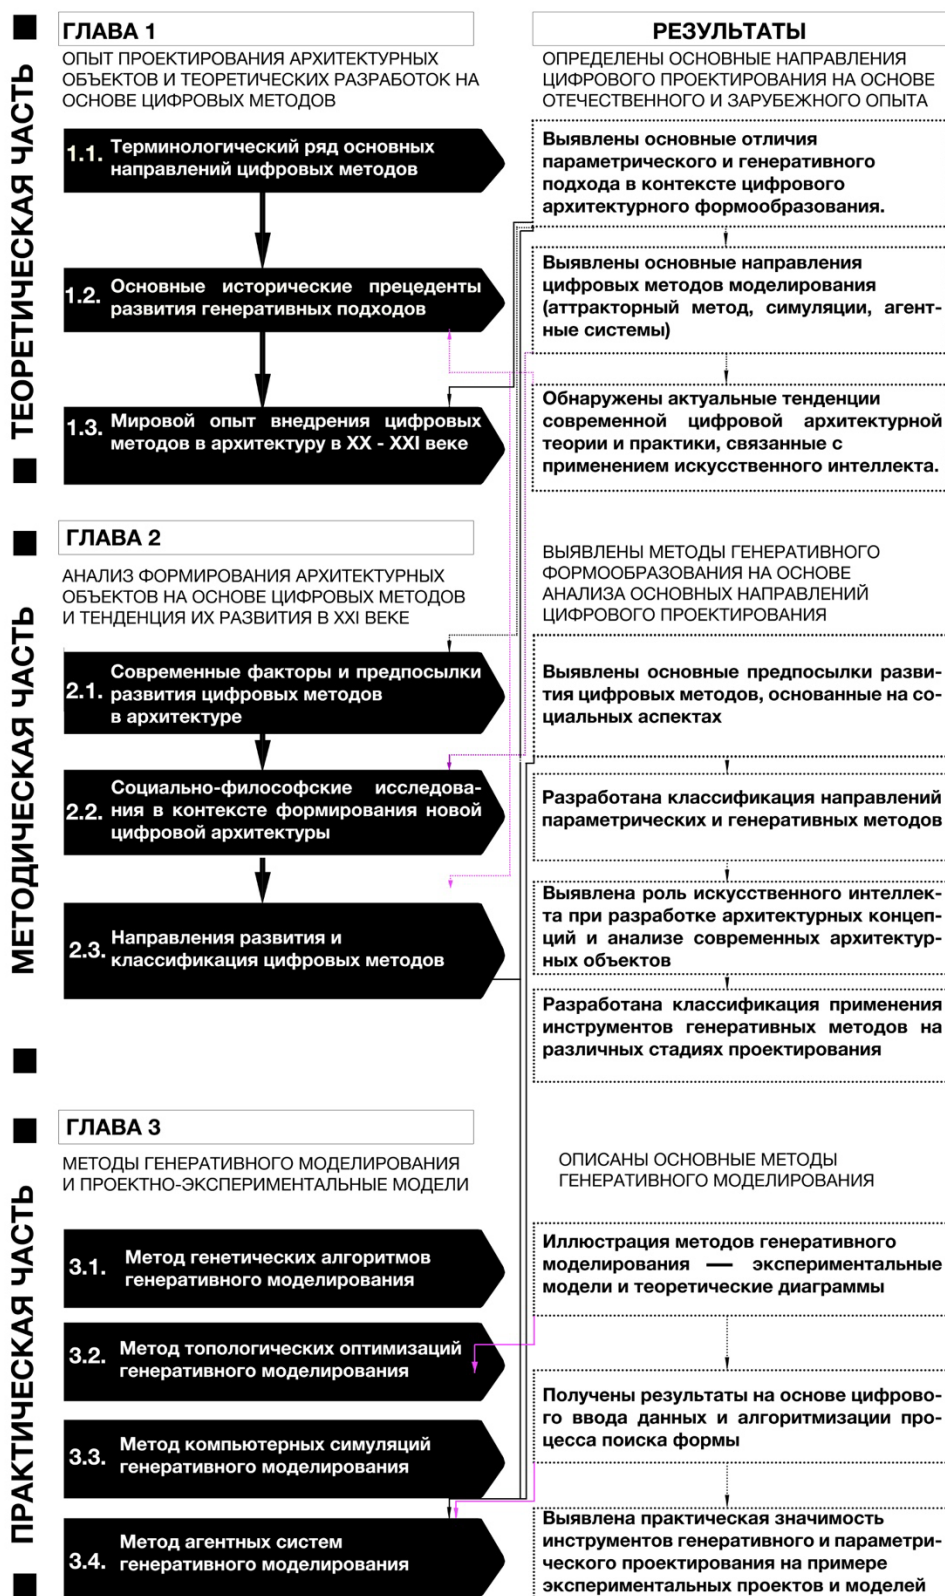 ТЕОРЕТИЧЕСКАЯ ЧАСТЬ
ГЛАВА 1
ОПЫТ ПРОЕКТИРОВАНИЯ АРХИТЕКТУРНЫХ
ОБЪЕКТОВ И ТЕОРЕТИЧЕСКИХ РАЗРАБОТОК НА
ОСНОВЕ ЦИФРОВЫХ МЕТОДОВ
1.1. Терминологический ряд основных
направлений цифровых методов
1.2. Основные исторические прецеденты
развития генеративных подходов
1.3. Мировой опыт внедрения цифровых
методов в архитектуру в XX - XXI веке
РЕЗУЛЬТАТЫ
ОПРЕДЕЛЕНЫ ОСНОВНЫЕ НАПРАВЛЕНИЯ
ЦИФРОВОГО ПРОЕКТИРОВАНИЯ НА ОСНОВЕ
ОТЕЧЕСТВЕННОГО И ЗАРУБЕЖНОГО ОПЫТА
Выявлены основные отличия
параметрического и генеративного
подхода в контексте цифрового
архитектурного формообразования.
Выявлены основные направления
цифровых методов моделирования
(аттракторный метод, симуляции, агент-
ные системы)
Обнаружены актуальные тенденции
современной цифровой архитектурной
теории и практики, связанные с
применением искусственного интеллекта.
МЕТОДИЧЕСКАЯ ЧАСТЬ
ГЛАВА 2
АНАЛИЗ ФОРМИРОВАНИЯ АРХИТЕКТУРНЫХ
ОБЪЕКТОВ НА ОСНОВЕ ЦИФРОВЫХ МЕТОДОВ
И ТЕНДЕНЦИЯ ИХ РАЗВИТИЯ В XXI ВЕКЕ
2.1. Современные факторы и предпосылки
развития цифровых методов
в архитектуре
2.2. Социально-философские исследова-
ния в контексте формирования новой
цифровой архитектуры
2.3. Направления развития и
классификация цифровых методов
ВЫЯВЛЕНЫ МЕТОДЫ ГЕНЕРАТИВНОГО
ФОРМООБРАЗОВАНИЯ НА ОСНОВЕ
АНАЛИЗА ОСНОВНЫХ НАПРАВЛЕНИЙ
ЦИФРОВОГО ПРОЕКТИРОВАНИЯ
Выявлены основные предпосылки разви-
тия цифровых методов, основанные на со-
циальных аспектах
Разработана классификация направлений
параметрических и генеративных методов
Выявлена роль искусственного интеллек-
та при разработке архитектурных концеп-
ций и анализе современных архитектур-
ных объектов
Разработана классификация применения
инструментов генеративных методов на
различных стадиях проектирования
ПРАКТИЧЕСКАЯ ЧАСТЬ
ГЛАВА 3
МЕТОДЫ ГЕНЕРАТИВНОГО МОДЕЛИРОВАНИЯ
И ПРОЕКТНО-ЭКСПЕРИМЕНТАЛЬНЫЕ МОДЕЛИ
3.1. Метод генетических алгоритмов
генеративного моделирования
3.2. Метод топологических оптимизаций
генеративного моделирования
3.3. Метод компьютерных симуляций
генеративного моделирования
3.4. Метод агентных систем
генеративного моделирования
ОПИСАНЫ ОСНОВНЫЕ МЕТОДЫ
ГЕНЕРАТИВНОГО МОДЕЛИРОВАНИЯ
Иллюстрация методов генеративного
моделирования — экспериментальные
модели и теоретические диаграммы
Получены результаты на основе цифрово-
го ввода данных и алгоритмизации про-
цесса поиска формы
Выявлена практическая значимость
инструментов генеративного и параметри-
ческого проектирования на примере
экспериментальных проектов и моделей